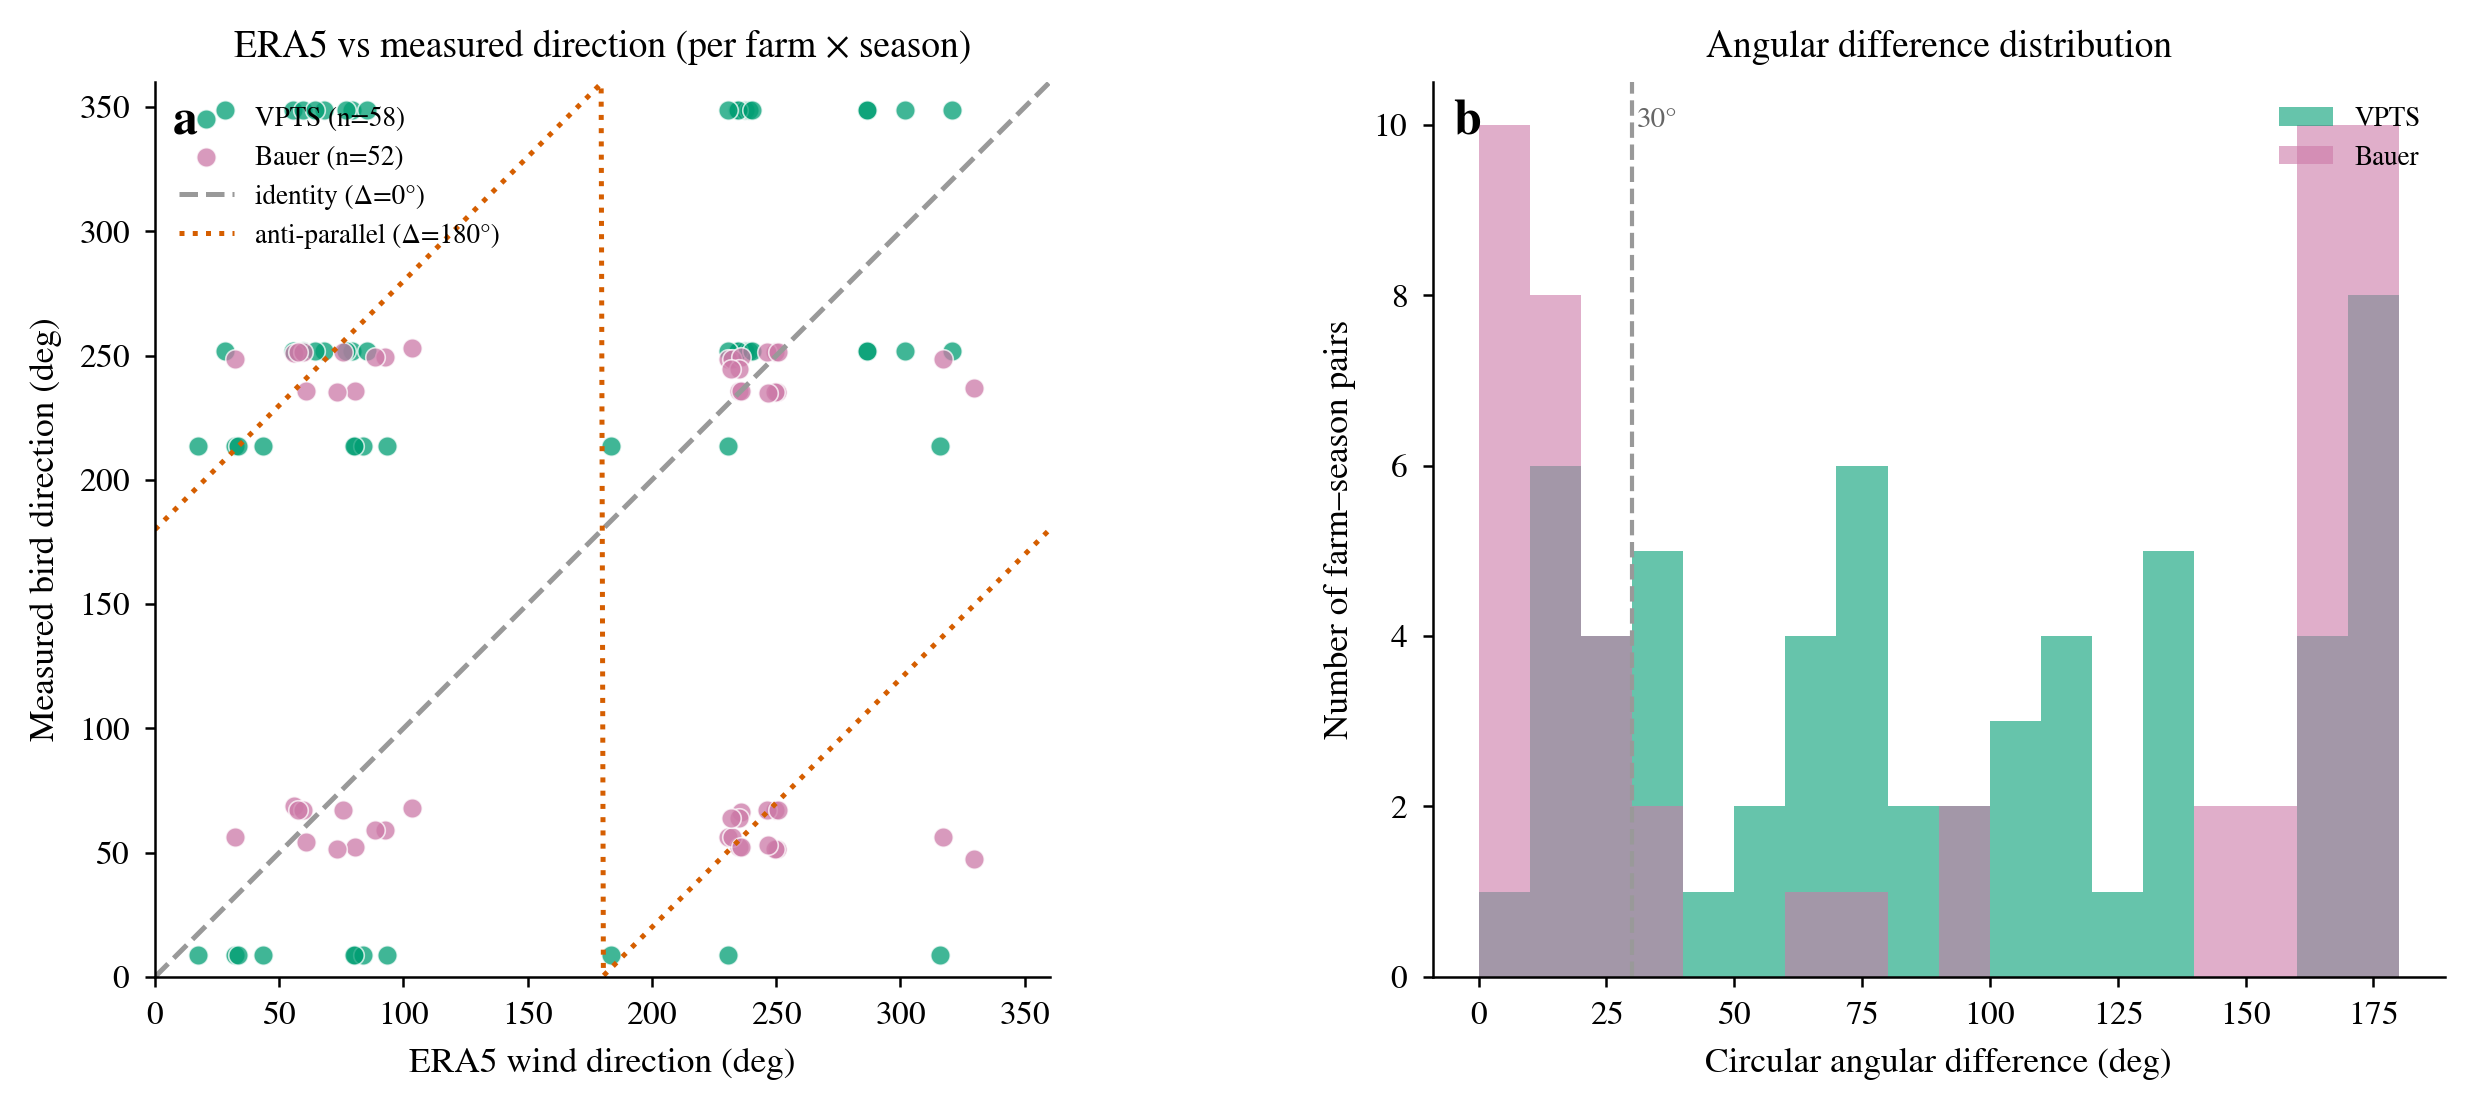 ERA5 vs measured direction (per farm × season)
a
VPTS (n=58)
Bauer (n=52)
identity (Δ=0°)
anti-parallel (Δ=180°)
350
300
250
200
150
100
50
0
Measured bird direction (deg)
0 50 100 150 200 250 300 350
ERA5 wind direction (deg)
Angular difference distribution
b
30°
VPTS
Bauer
10
8
6
4
2
0
Number of farm–season pairs
0 25 50 75 100 125 150 175
Circular angular difference (deg)